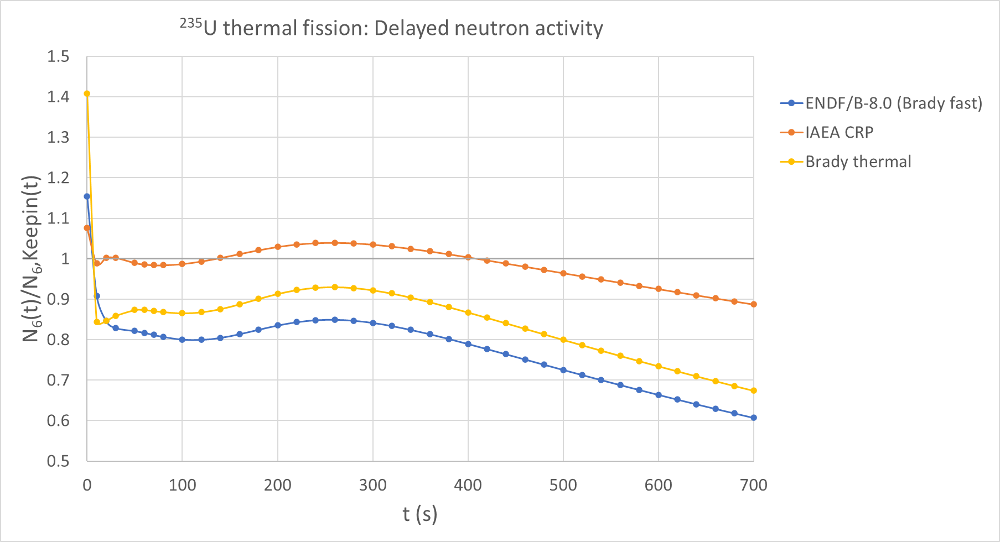 ²³⁵U thermal fission: Delayed neutron activity
1.5
1.4
1.3
1.2
1.1
1
0.9
0.8
0.7
0.6
0.5
N₆(t)/N₆,Keepin(t)
0 100 200 300 400 500 600 700
t (s)
ENDF/B-8.0 (Brady fast)
IAEA CRP
Brady thermal